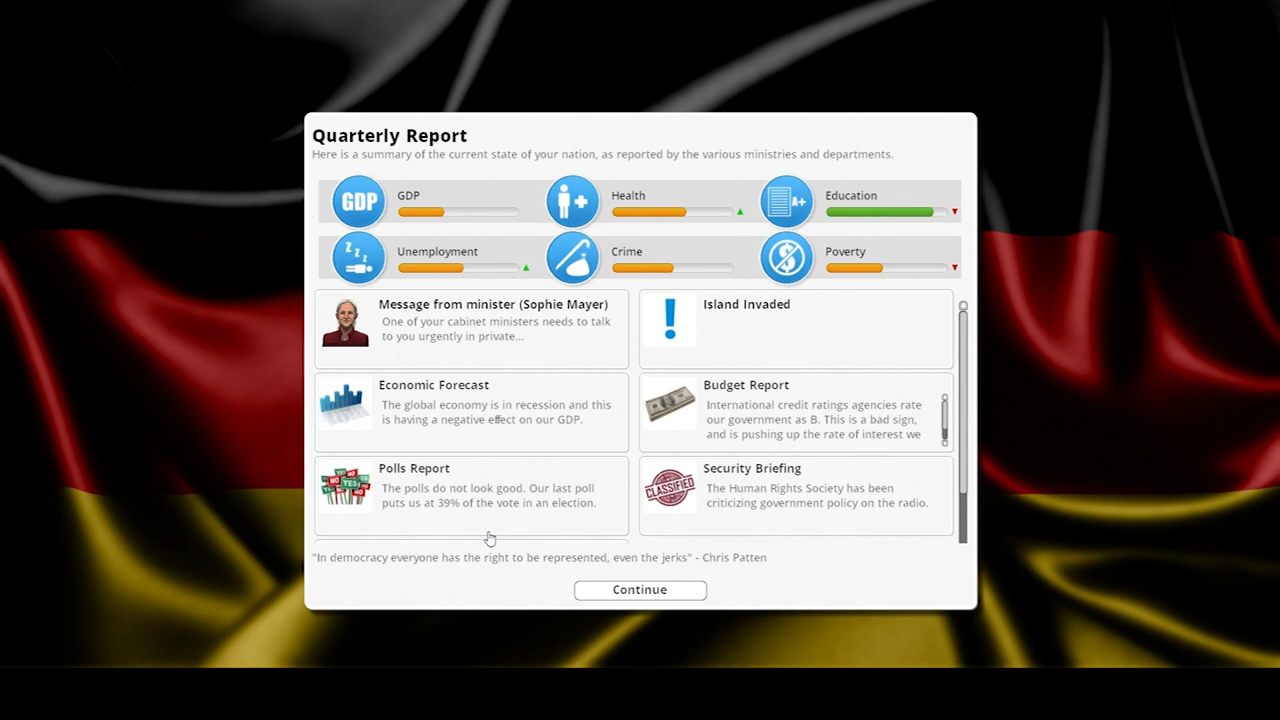 Quarterly Report
Here is a summary of the current state of your nation, as reported by the various ministries and departments.
GDP
GDP
Health
A+
Education
z z z
Unemployment
Crime
Poverty
Message from minister (Sophie Mayer)
One of your cabinet ministers needs to talk
to you urgently in private...
!
Island Invaded
Economic Forecast
The global economy is in recession and this
is having a negative effect on our GDP.
Budget Report
International credit ratings agencies rate
our government as B. This is a bad sign,
and is pushing up the rate of interest we
Polls Report
The polls do not look good. Our last poll
puts us at 39% of the vote in an election.
NO YES NO
NO YES! NO
CLASSIFIED
Security Briefing
The Human Rights Society has been
criticizing government policy on the radio.
"In democracy everyone has the right to be represented, even the jerks" - Chris Patten
Continue